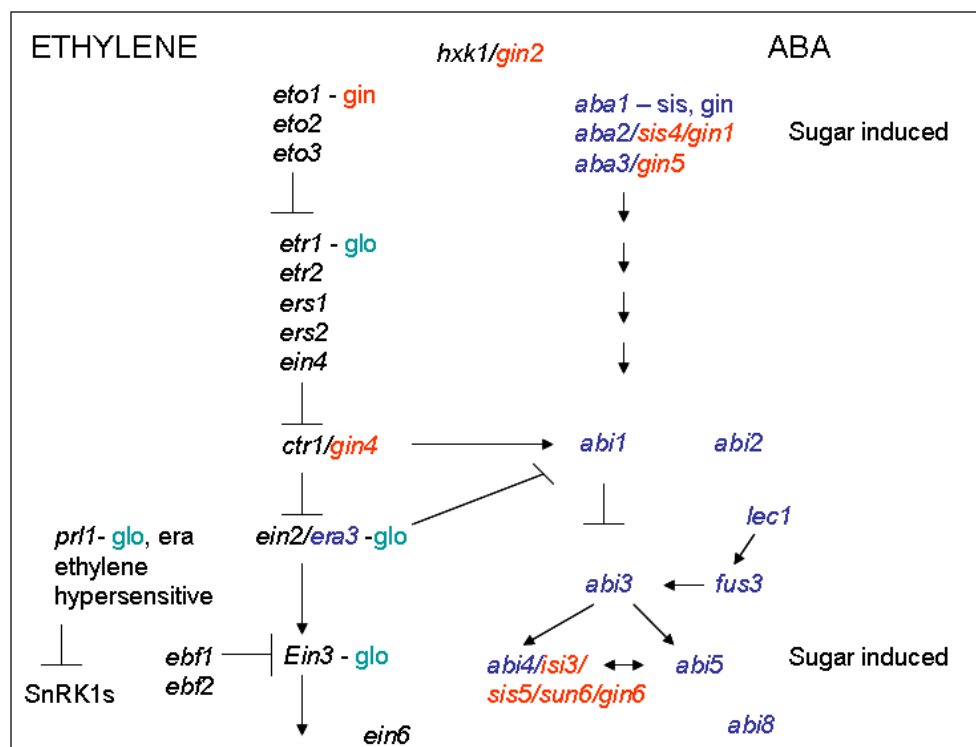 ETHYLENE
hxk1/gin2
ABA
eto1 - gin
eto2
eto3
aba1 – sis, gin
aba2/sis4/gin1
aba3/gin5
Sugar induced
etr1 - glo
etr2
ers1
ers2
ein4
ctr1/gin4
abi1
abi2
prl1- glo, era
ethylene
hypersensitive
ein2/era3 -glo
lec1
abi3
fus3
ebf1
ebf2
Ein3 - glo
abi4/isi3/
sis5/sun6/gin6
abi5
Sugar induced
SnRK1s
ein6
abi8